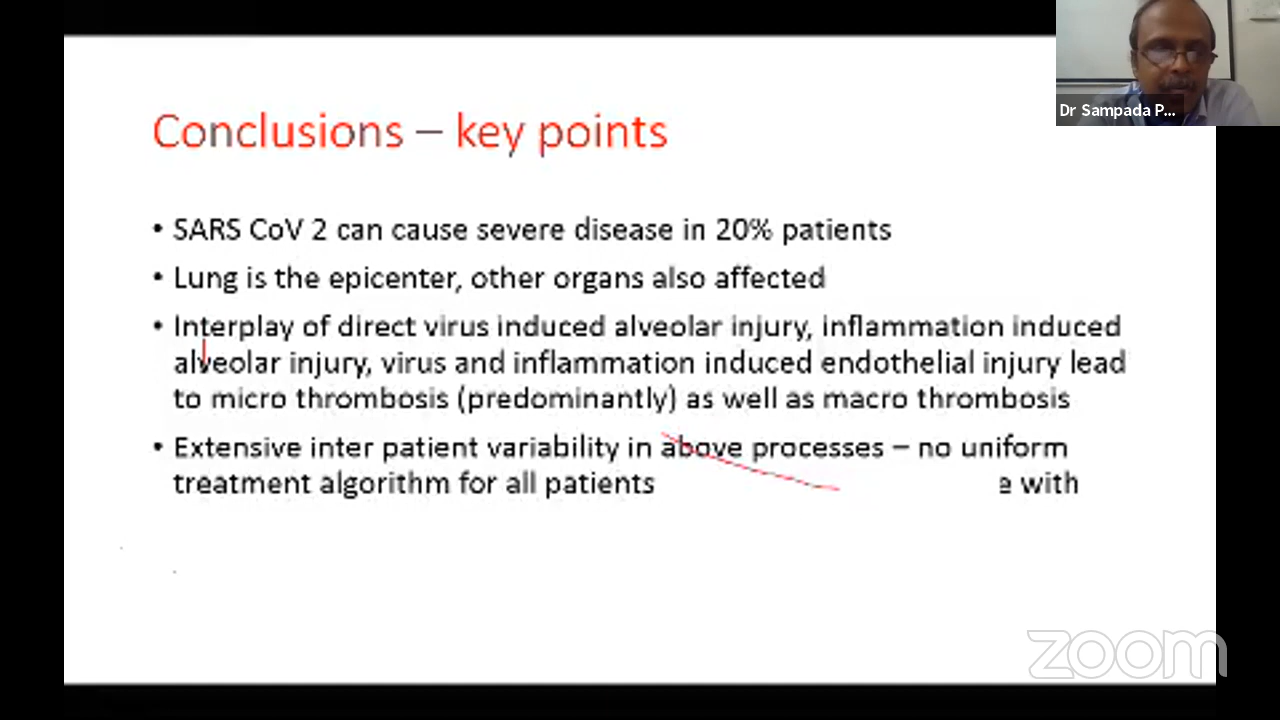 Dr Sampada P...
Conclusions – key points
• SARS CoV 2 can cause severe disease in 20% patients
• Lung is the epicenter, other organs also affected
• Interplay of direct virus induced alveolar injury, inflammation induced
alveolar injury, virus and inflammation induced endothelial injury lead
to micro thrombosis (predominantly) as well as macro thrombosis
• Extensive inter patient variability in above processes – no uniform
treatment algorithm for all patients with
zoom